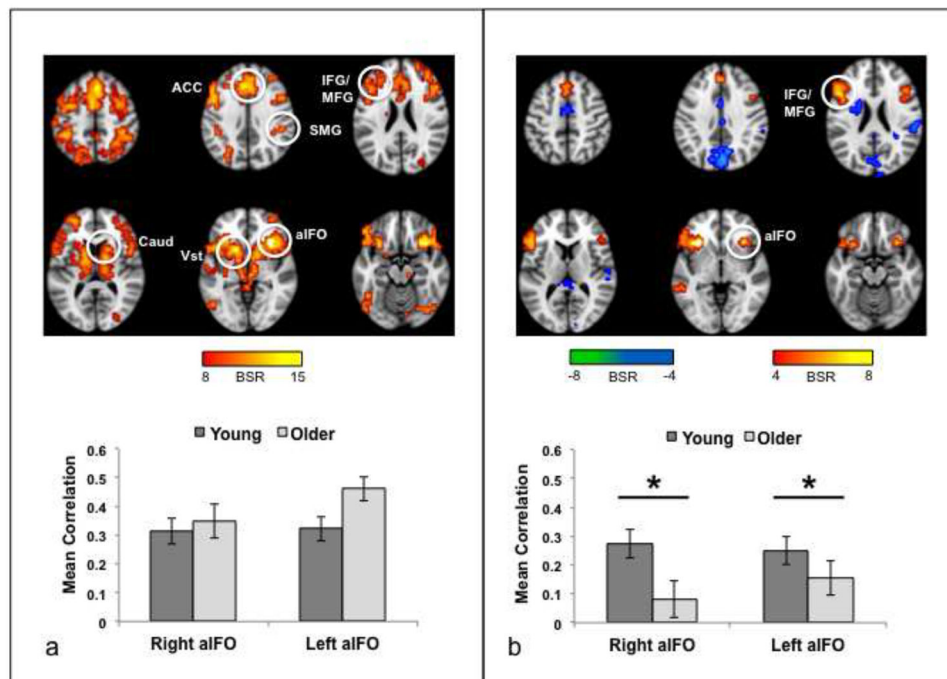 ACC
IFG/
MFG
SMG
Caud
Vst
aIFO
8 BSR 15
Young Older
0.6
0.5
0.4
0.3
0.2
0.1
0
Mean Correlation
Right aIFO Left aIFO
a
IFG/
MFG
aIFO
-8 BSR -4
4 BSR 8
Young Older
0.6
0.5
0.4
0.3
0.2
0.1
0
Mean Correlation
* *
Right aIFO Left aIFO
b